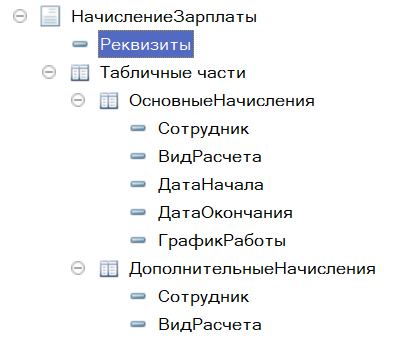 НачислениеЗарплаты
Реквизиты
Табличные части
ОсновныеНачисления
Сотрудник
ВидРасчета
ДатаНачала
ДатаОкончания
ГрафикРаботы
ДополнительныеНачисления
Сотрудник
ВидРасчета